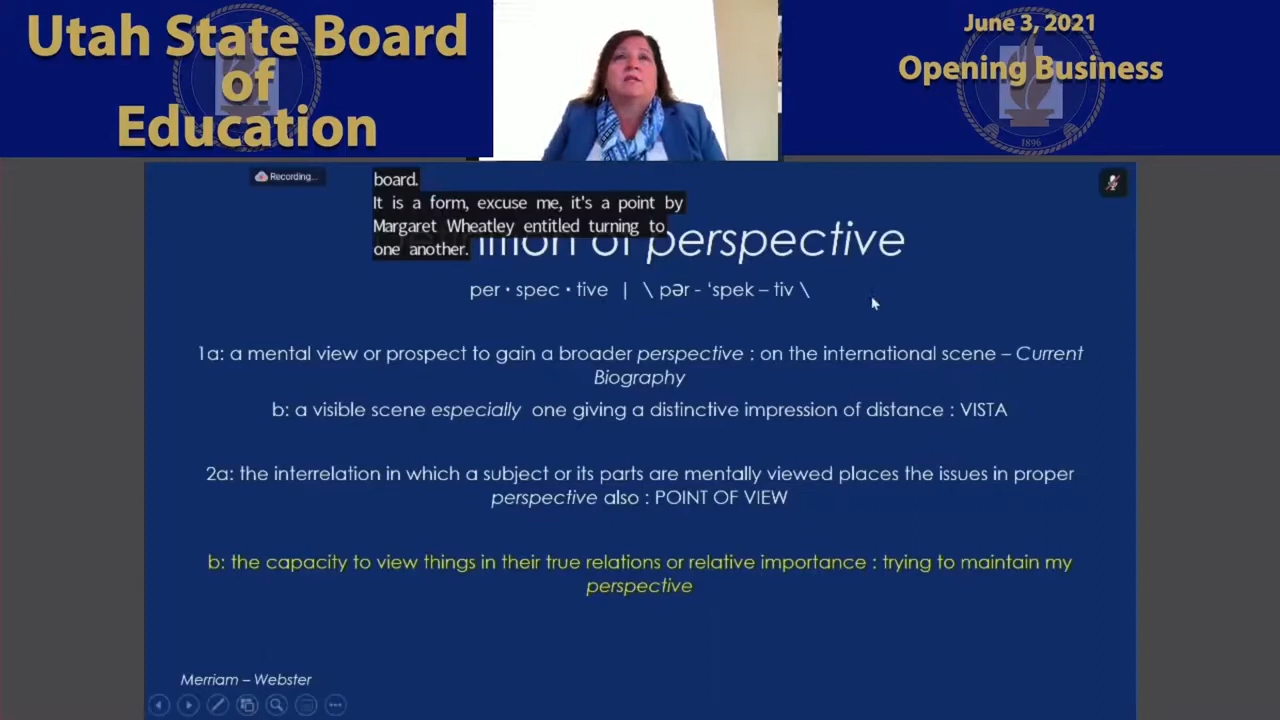 Utah State Board
of
Education
June 3, 2021
Opening Business
1896
Recording...
board.
It is a form, excuse me, it's a point by
Margaret Wheatley entitled turning to
one another.
of perspective
per · spec · tive | \ pər - ‘spek – tiv \
1a: a mental view or prospect to gain a broader perspective : on the international scene – Current
Biography
b: a visible scene especially one giving a distinctive impression of distance : VISTA
2a: the interrelation in which a subject or its parts are mentally viewed places the issues in proper
perspective also : POINT OF VIEW
b: the capacity to view things in their true relations or relative importance : trying to maintain my
perspective
Merriam – Webster